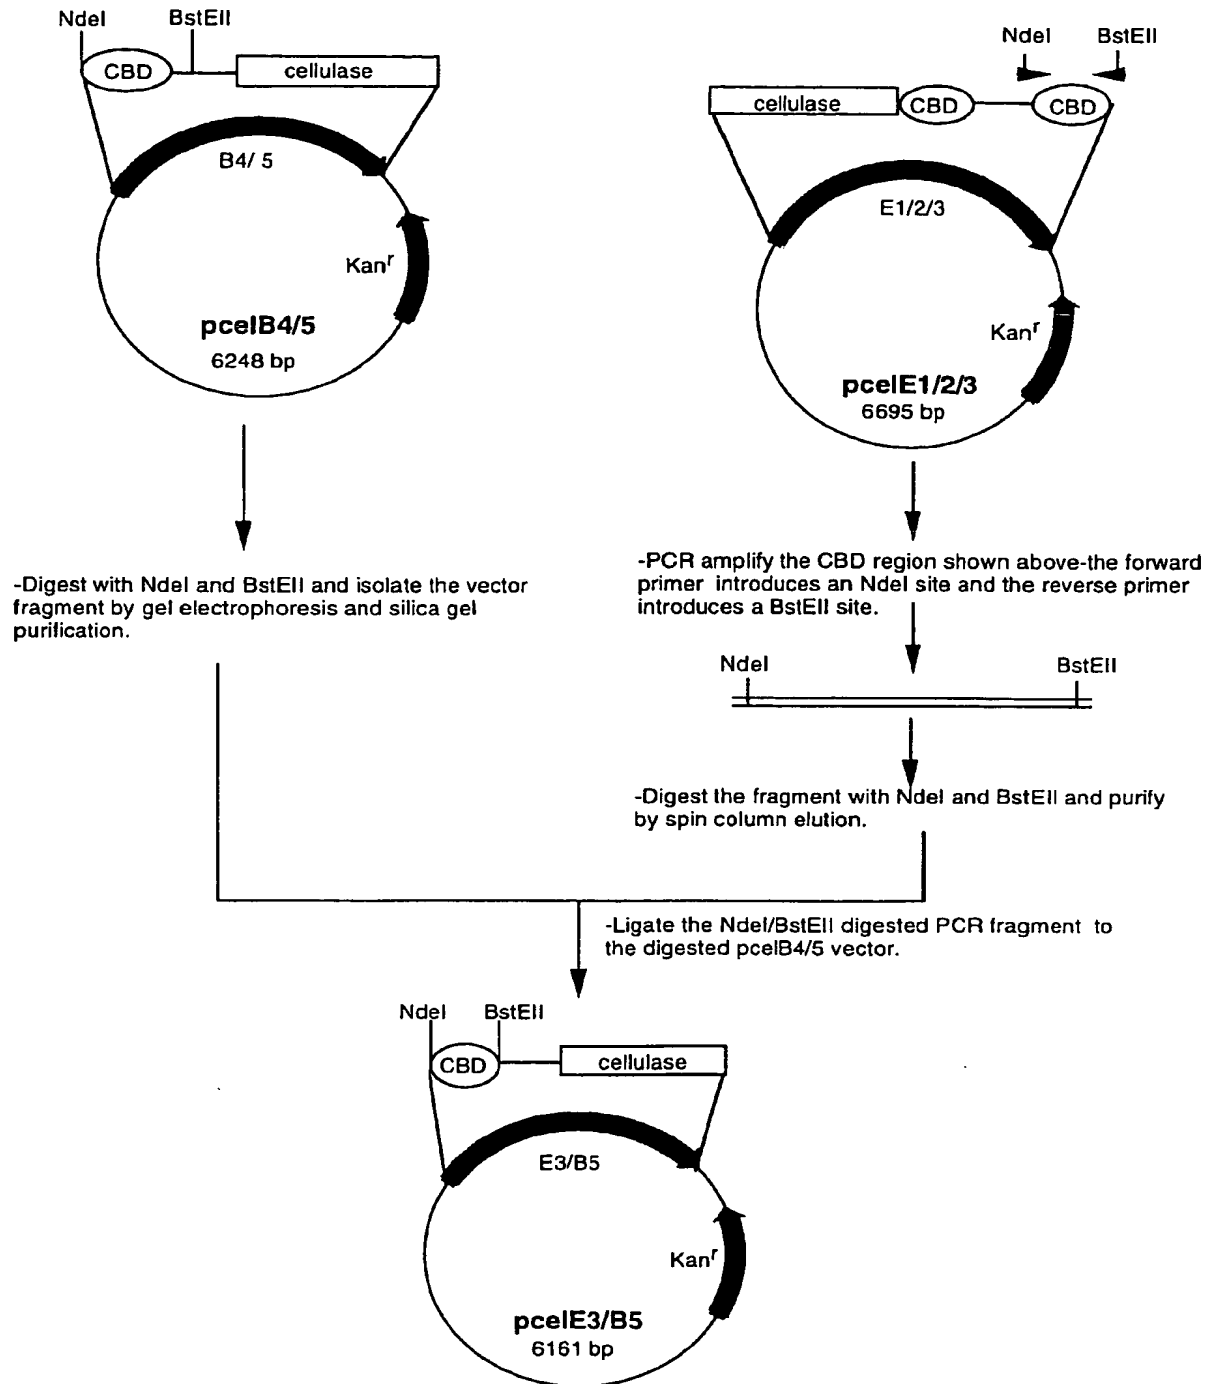 NdeI
BstEII
CBD
cellulase
B4/ 5
Kanr
pcelB4/5
6248 bp
-Digest with NdeI and BstEII and isolate the vector
fragment by gel electrophoresis and silica gel
purification.
NdeI
BstEII
cellulase
CBD
CBD
E1/2/3
Kanr
pcelE1/2/3
6695 bp
-PCR amplify the CBD region shown above-the forward
primer introduces an NdeI site and the reverse primer
introduces a BstEII site.
NdeI
BstEII
-Digest the fragment with NdeI and BstEII and purify
by spin column elution.
-Ligate the NdeI/BstEII digested PCR fragment to
the digested pcelB4/5 vector.
NdeI
BstEII
CBD
cellulase
E3/B5
Kanr
pcelE3/B5
6161 bp